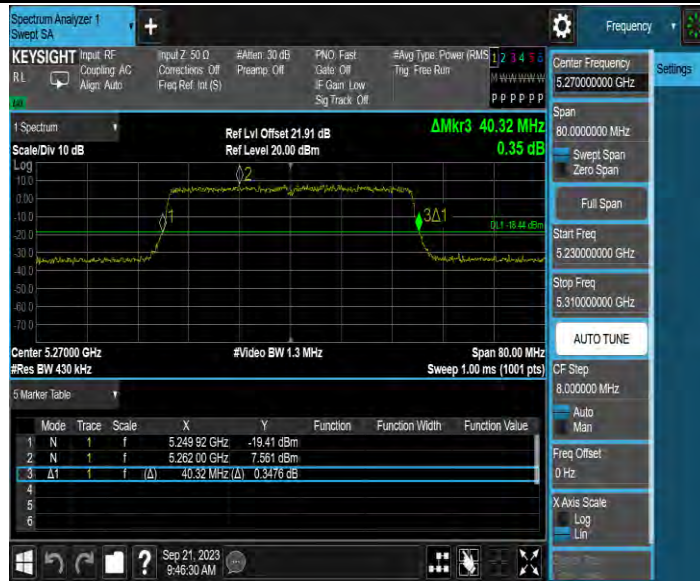 Spectrum Analyzer 1
Swept SA
+
Frequency
KEYSIGHT Input: RF Input Z: 50 Ω #Atten: 30 dB PNO: Fast #Avg Type: Power (RMS 1 2 3 4 5 6
RL Coupling: AC Corrections: Off Preamp: Off Gate: Off Trig: Free Run M W W W W W
Align: Auto Freq Ref: Int (S) IF Gain: Low
Sig Track: Off P P P P P P
Center Frequency
5.270000000 GHz
Settings
Span
80.0000000 MHz
Swept Span
Zero Span
Full Span
Start Freq
5.230000000 GHz
Stop Freq
5.310000000 GHz
AUTO TUNE
CF Step
8.000000 MHz
Auto
Man
Freq Offset
0 Hz
X Axis Scale
Log
Lin
1 Spectrum
Ref Lvl Offset 21.91 dB
ΔMkr3 40.32 MHz
Scale/Div 10 dB
Ref Level 20.00 dBm
0.35 dB
Log
10.0
0.00
-10.0
-20.0
-30.0
-40.0
-50.0
-60.0
-70.0
2
1
3Δ1
DL1 -18.44 dBm
Center 5.27000 GHz #Video BW 1.3 MHz Span 80.00 MHz
#Res BW 430 kHz Sweep 1.00 ms (1001 pts)
5 Marker Table
Mode Trace Scale X Y Function Function Width Function Value
1 N 1 f 5.249 92 GHz -19.41 dBm
2 N 1 f 5.262 00 GHz 7.561 dBm
3 Δ1 1 f (Δ) 40.32 MHz (Δ) 0.3476 dB
4
5
6
?
Sep 21, 2023
9:46:30 AM